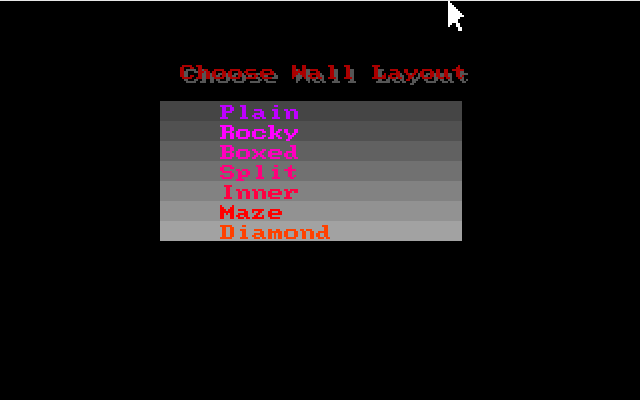 Choose Wall Layout
Plain
Rocky
Boxed
Split
Inner
Maze
Diamond